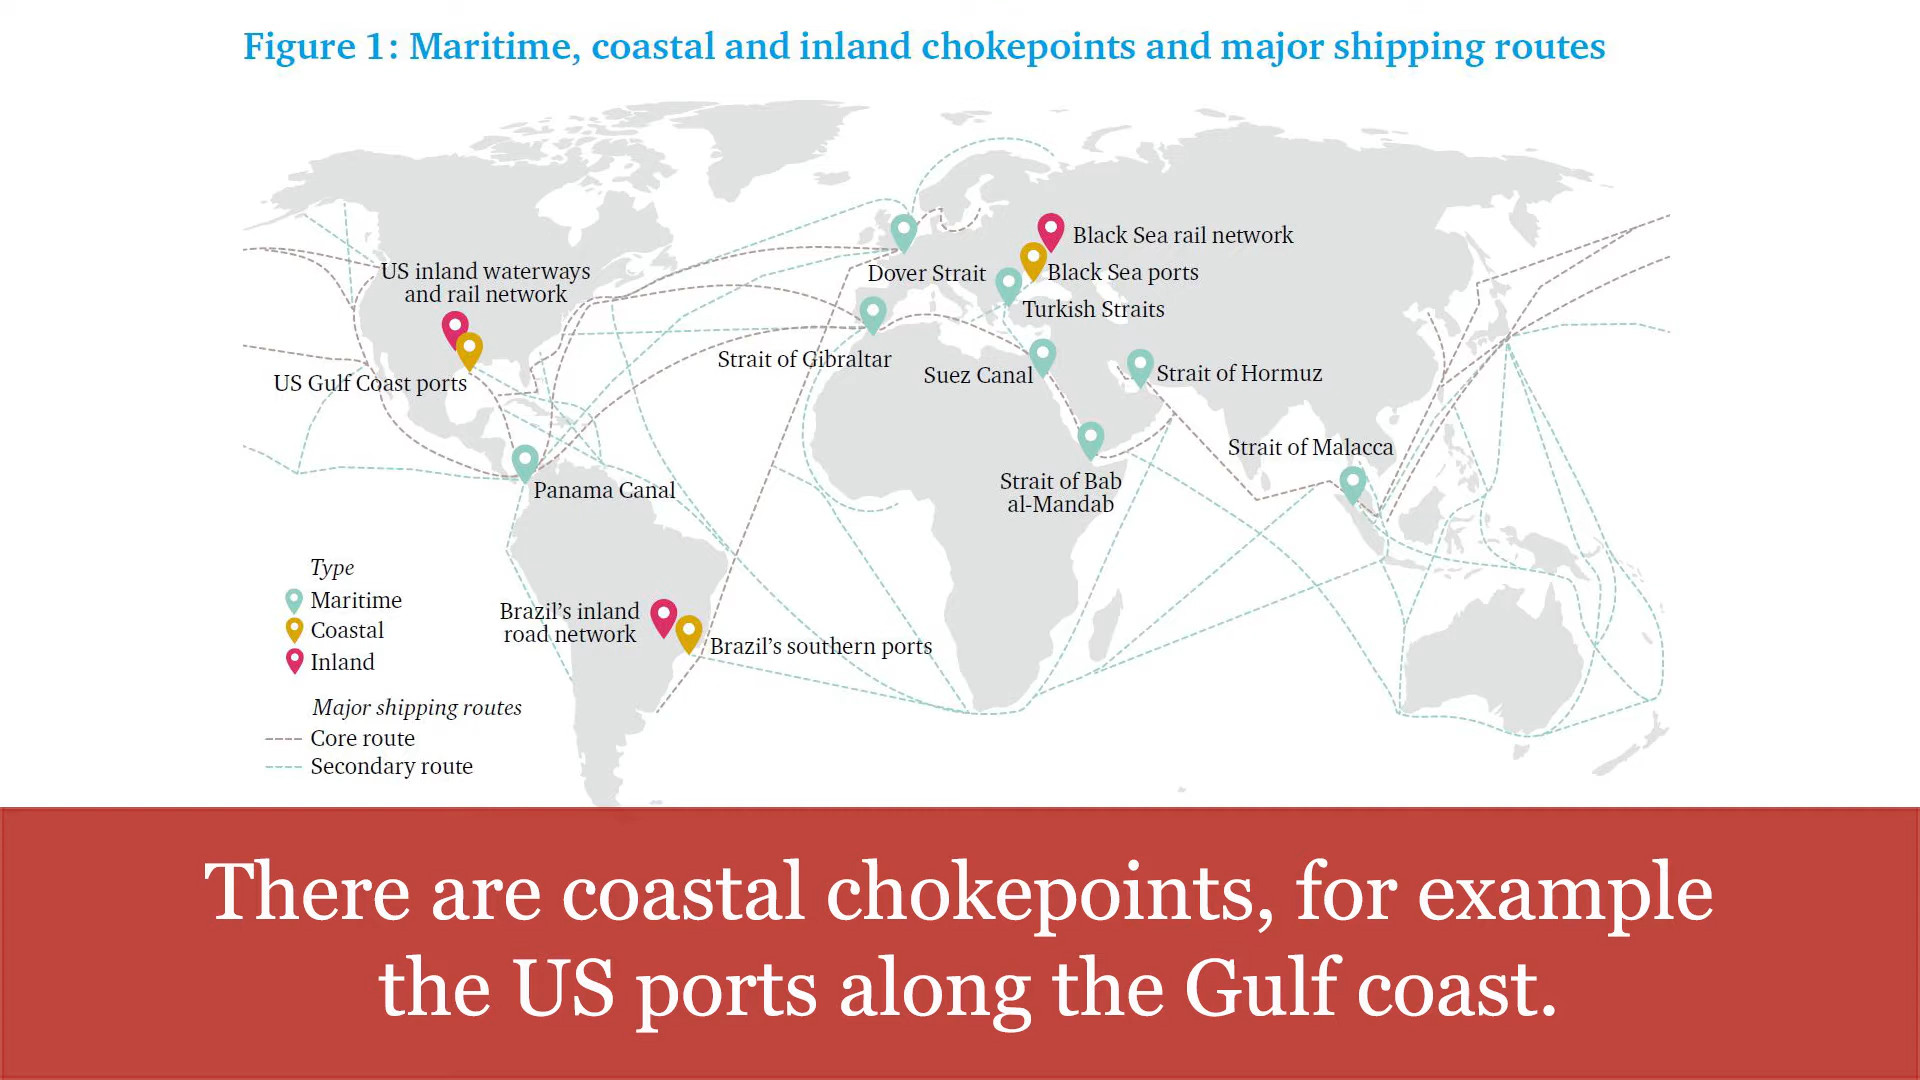 Figure 1: Maritime, coastal and inland chokepoints and major shipping routes
US inland waterways
and rail network
US Gulf Coast ports
Panama Canal
Dover Strait
Black Sea rail network
Black Sea ports
Turkish Straits
Strait of Gibraltar
Suez Canal
Strait of Hormuz
Strait of Malacca
Strait of Bab
al-Mandab
Brazil’s inland
road network
Brazil’s southern ports
Type
Maritime
Coastal
Inland
Major shipping routes
Core route
Secondary route
There are coastal chokepoints, for example
the US ports along the Gulf coast.